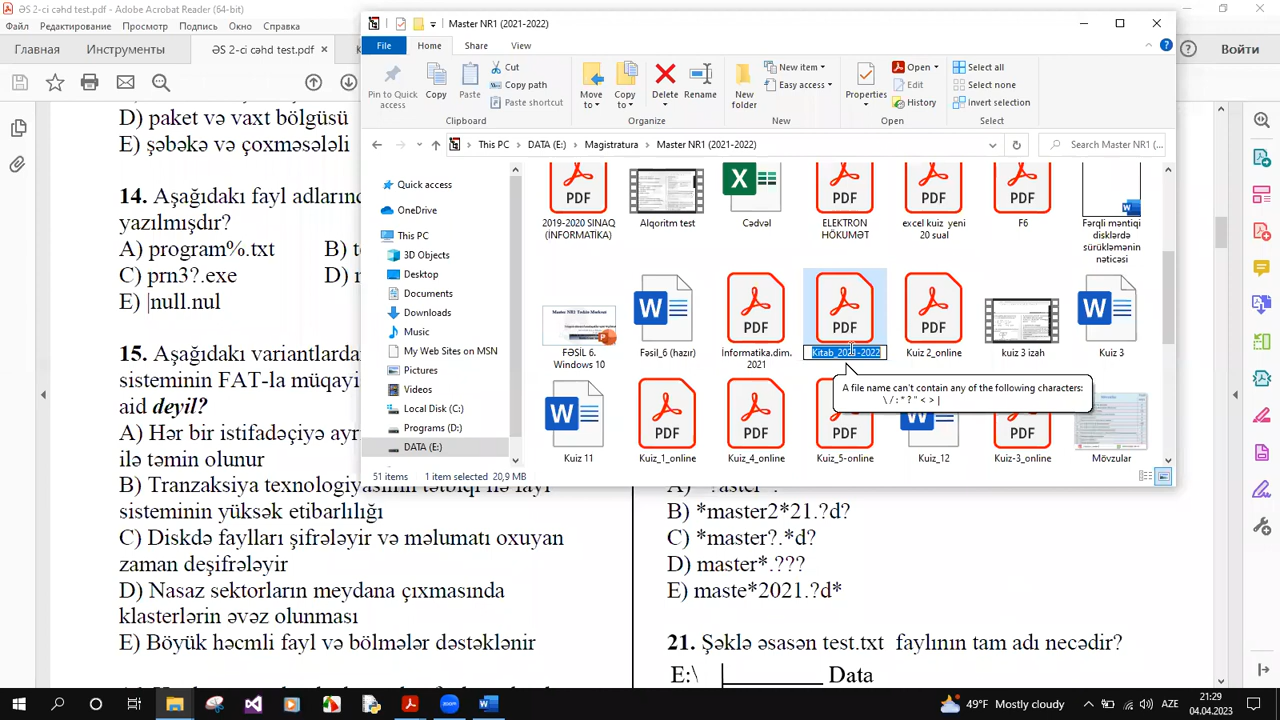 ƏS 2-ci cəhd test.pdf - Adobe Acrobat Reader (64-bit)
Файл Редактирование Просмотр Подпись Окно Справка
Главная Инструменты ƏS 2-ci cəhd test.pdf
Войти
D) paket və vaxt bölgüsü
E) şəbəkə və çoxməsələli
14. Aşağıdakı fayl adların
yazılmışdır?
A) program%.txt B)
C) prn3?.exe D)
E) null.nul
15. Aşağıdakı variantlarda
sisteminin FAT-la müqayi
aid deyil?
A) Hər bir istifadəçiyə ayr
ilə təmin olunur
B) Tranzaksiya texnologiyasının tətbiqi ilə fayl
sisteminin yüksək etibarlılığı
C) Diskdə faylları şifrələyir və məlumatı oxuyan
zaman deşifrələyir
D) Nasaz sektorların meydana çıxmasında
klasterlərin əvəz olunması
E) Böyük həcmli fayl və bölmələr dəstəklənir
B) *master2*21.?d?
C) *master?.*d?
D) master*.???
E) maste*2021.?d*
21. Şəklə əsasən test.txt faylının tam adı necədir?
E:\ Data
Master NR1 (2021-2022)
File Home Share View
Pin to Quick access
Copy
Paste
Cut
Copy path
Paste shortcut
Clipboard
Move to
Copy to
Delete
Rename
Organize
New folder
New item
Easy access
New
Properties
Open
Edit
History
Open
Select all
Select none
Invert selection
Select
This PC DATA (E:) Magistratura Master NR1 (2021-2022)
Search Master NR1 (...
Quick access
OneDrive
This PC
3D Objects
Desktop
Documents
Downloads
Music
My Web Sites on MSN
Pictures
Videos
Local Disk (C:)
Programs (D:)
DATA (E:)
2019-2020 SINAQ (İNFORMATİKA)
Alqoritm test
Cədvəl
ELEKTRON HÖKUMƏT
excel kuiz yeni 20 sual
F6
Fərqli məntiqi disklərdə sürükləmənin nəticəsi
FƏSİL 6. Windows 10
Fəsil_6 (hazır)
İnformatika.dim.2021
Kitab_2021-2022
Kuiz 2_online
kuiz 3 izah
Kuiz 3
A file name can't contain any of the following characters:
\ / : * ? " < > |
Kuiz 11
Kuiz_1_online
Kuiz_4_online
Kuiz_5-online
Kuiz_12
Kuiz-3_online
Mövzular
51 items 1 item selected 20,9 MB
49°F Mostly cloudy
AZE
21:29
04.04.2023